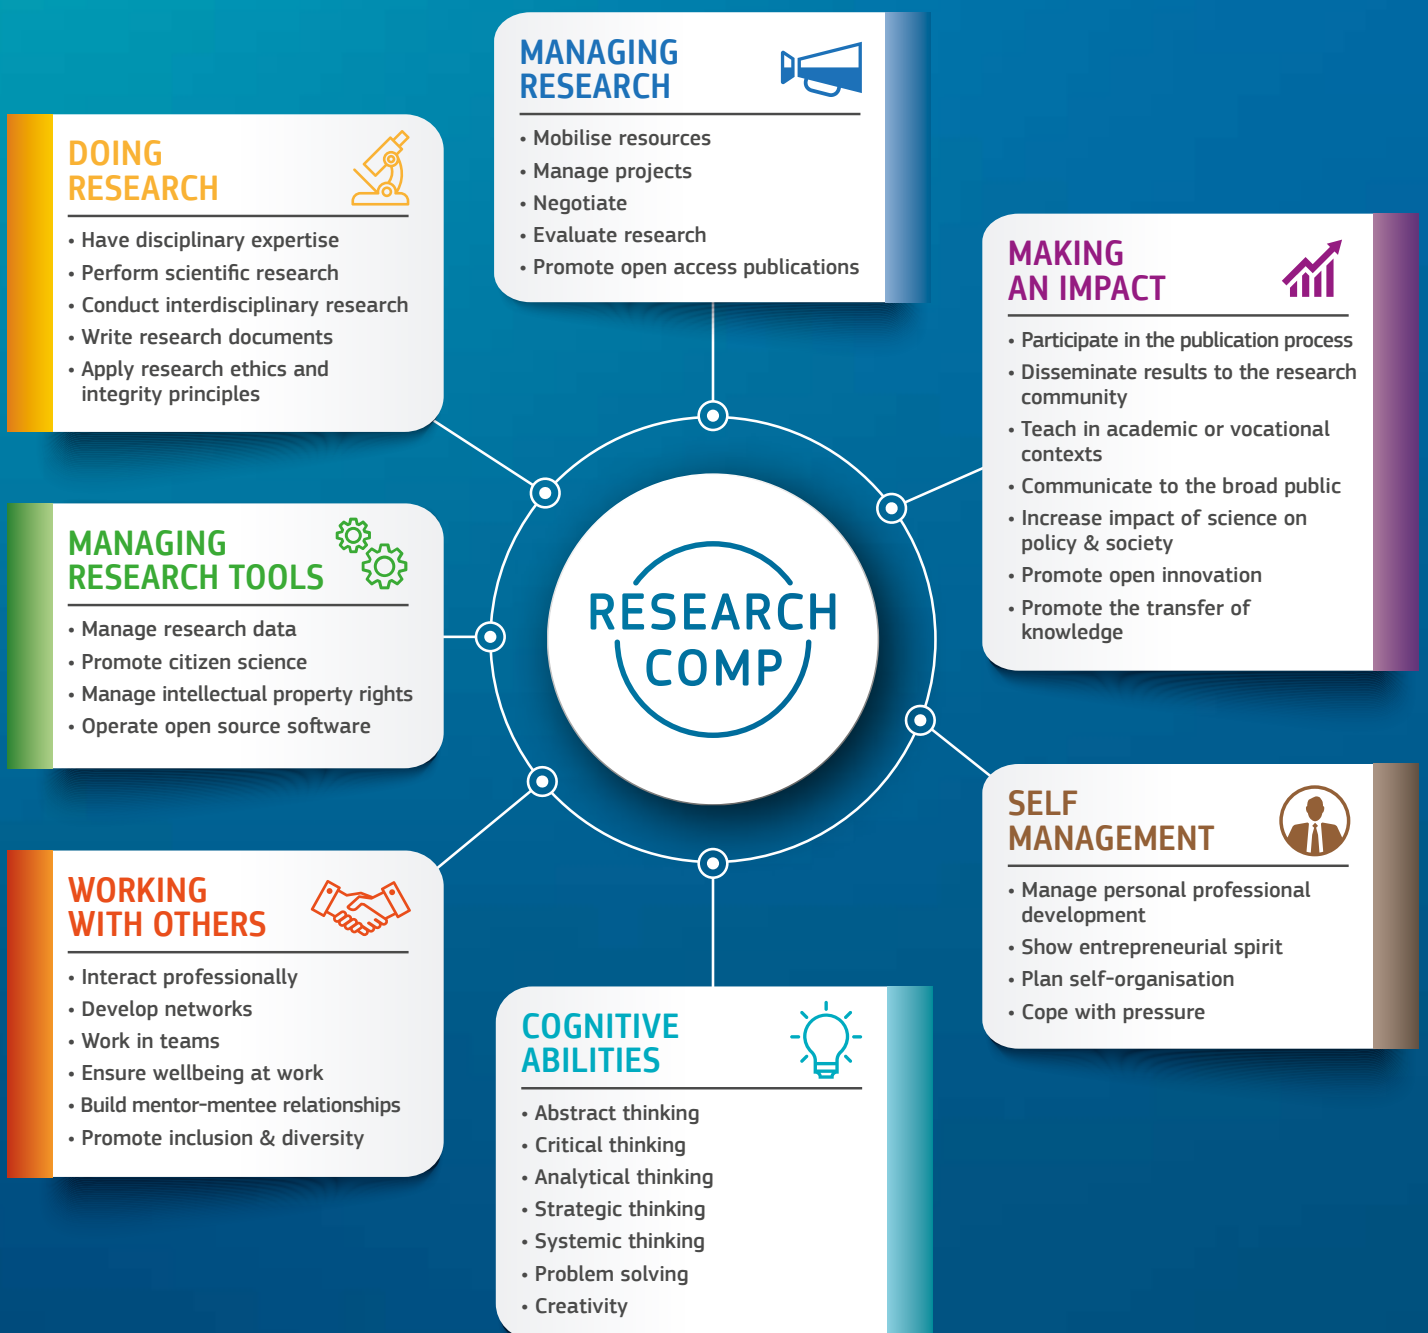 MANAGING
RESEARCH
• Mobilise resources
• Manage projects
• Negotiate
• Evaluate research
• Promote open access publications
DOING
RESEARCH
• Have disciplinary expertise
• Perform scientific research
• Conduct interdisciplinary research
• Write research documents
• Apply research ethics and
integrity principles
MAKING
AN IMPACT
• Participate in the publication process
• Disseminate results to the research
community
• Teach in academic or vocational
contexts
• Communicate to the broad public
• Increase impact of science on
policy & society
• Promote open innovation
• Promote the transfer of
knowledge
MANAGING
RESEARCH TOOLS
• Manage research data
• Promote citizen science
• Manage intellectual property rights
• Operate open source software
RESEARCH
COMP
SELF
MANAGEMENT
• Manage personal professional
development
• Show entrepreneurial spirit
• Plan self-organisation
• Cope with pressure
WORKING
WITH OTHERS
• Interact professionally
• Develop networks
• Work in teams
• Ensure wellbeing at work
• Build mentor-mentee relationships
• Promote inclusion & diversity
COGNITIVE
ABILITIES
• Abstract thinking
• Critical thinking
• Analytical thinking
• Strategic thinking
• Systemic thinking
• Problem solving
• Creativity